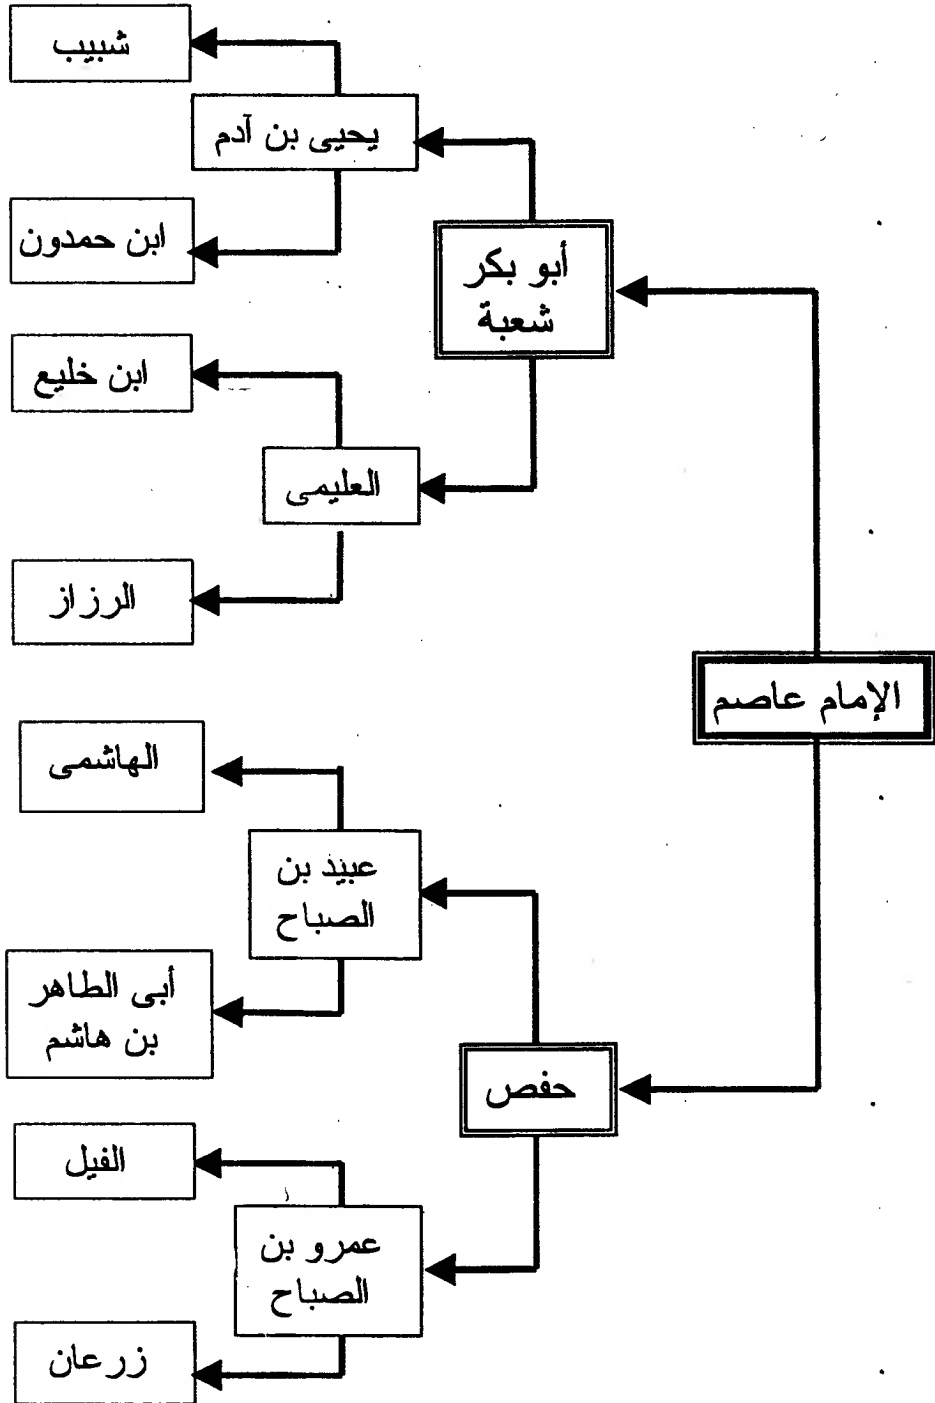 الإمام عاصم
أبو بكر
شعبة
يحيى بن آدم
شبيب
ابن حمدون
العليمى
ابن خليع
الرزاز
حفص
عبيد بن
الصباح
الهاشمى
أبى الطاهر
بن هاشم
عمرو بن
الصباح
الفيل
زرعان